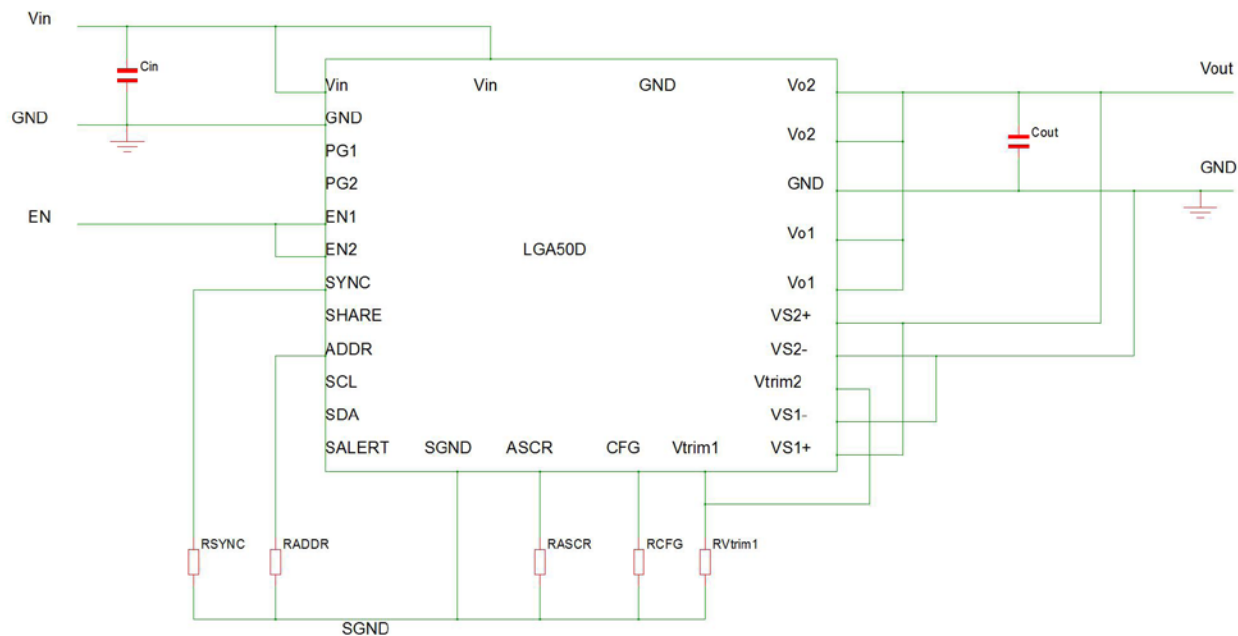 Vin
Cin
GND
EN
Vin
Vin
GND
Vo2
GND
PG1
PG2
EN1
EN2
SYNC
SHARE
ADDR
SCL
SDA
SALERT
SGND
ASCR
CFG
Vtrim1
LGA50D
Vo2
GND
Vo1
Vo1
VS2+
VS2-
Vtrim2
VS1-
VS1+
Vout
Cout
GND
RSYNC
RADDR
RASCR
RCFG
RVtrim1
SGND